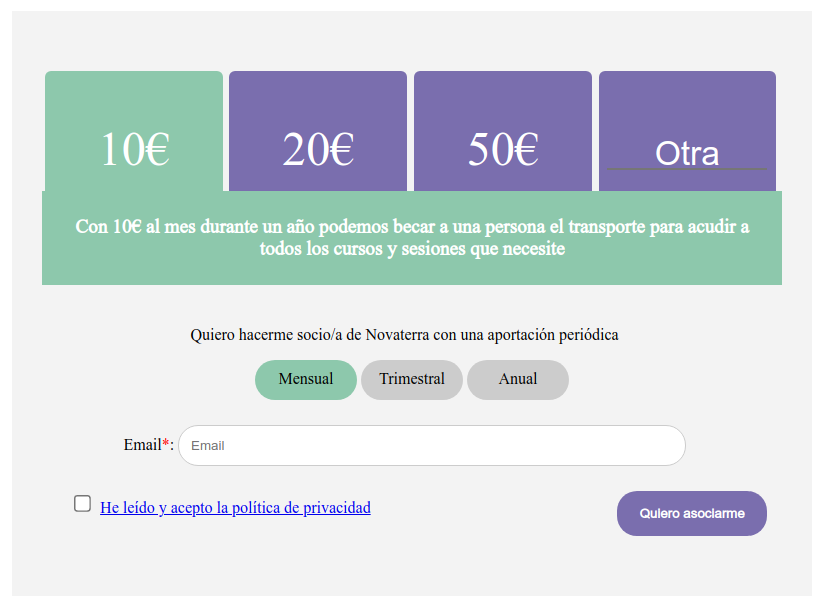 10€ 20€ 50€ Otra
Con 10€ al mes durante un año podemos becar a una persona el transporte para acudir a
todos los cursos y sesiones que necesite
Quiero hacerme socio/a de Novaterra con una aportación periódica
Mensual Trimestral Anual
Email*: Email
He leído y acepto la política de privacidad
Quiero asociarme